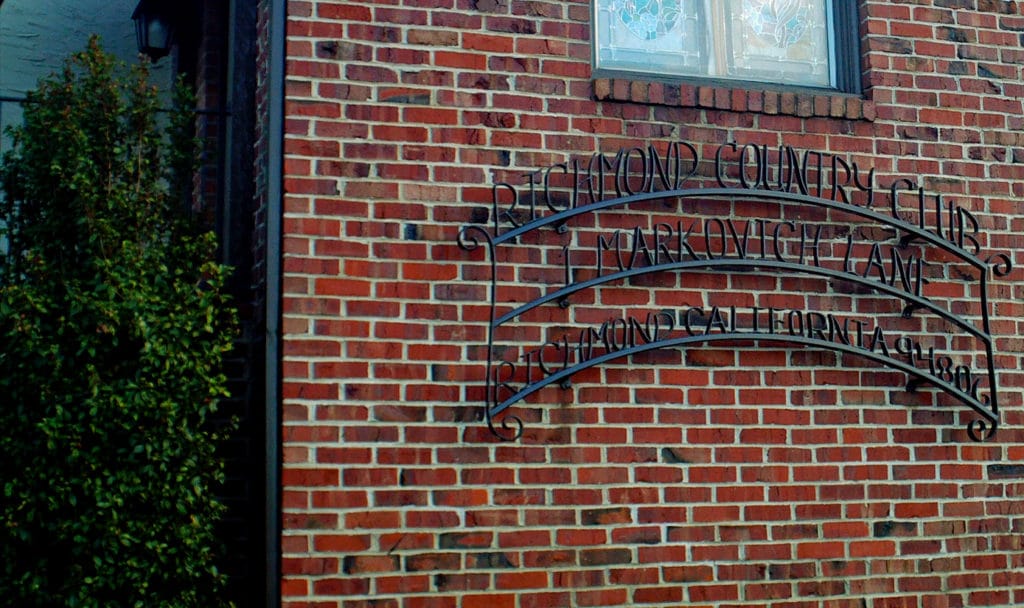 RICHMOND COUNTRY CLUB
1 MARKOVICH LANE
RICHMOND CALIFORNIA 94806